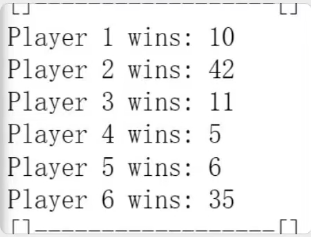 []------------------[]
Player 1 wins: 10
Player 2 wins: 42
Player 3 wins: 11
Player 4 wins: 5
Player 5 wins: 6
Player 6 wins: 35
[]------------------[]